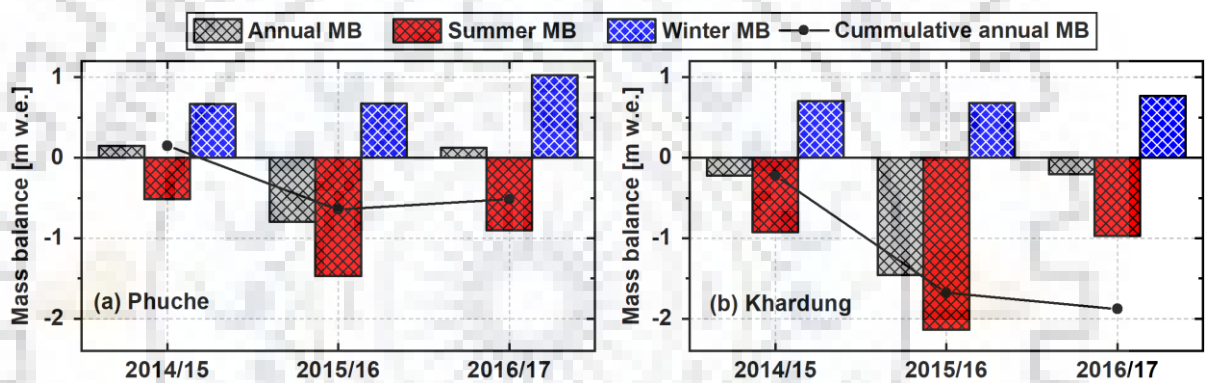 Annual MB Summer MB Winter MB Cummulative annual MB
Mass balance [m w.e.]
1
0
-1
-2
(a) Phuche
2014/15 2015/16 2016/17
Mass balance [m w.e.]
1
0
-1
-2
(b) Khardung
2014/15 2015/16 2016/17